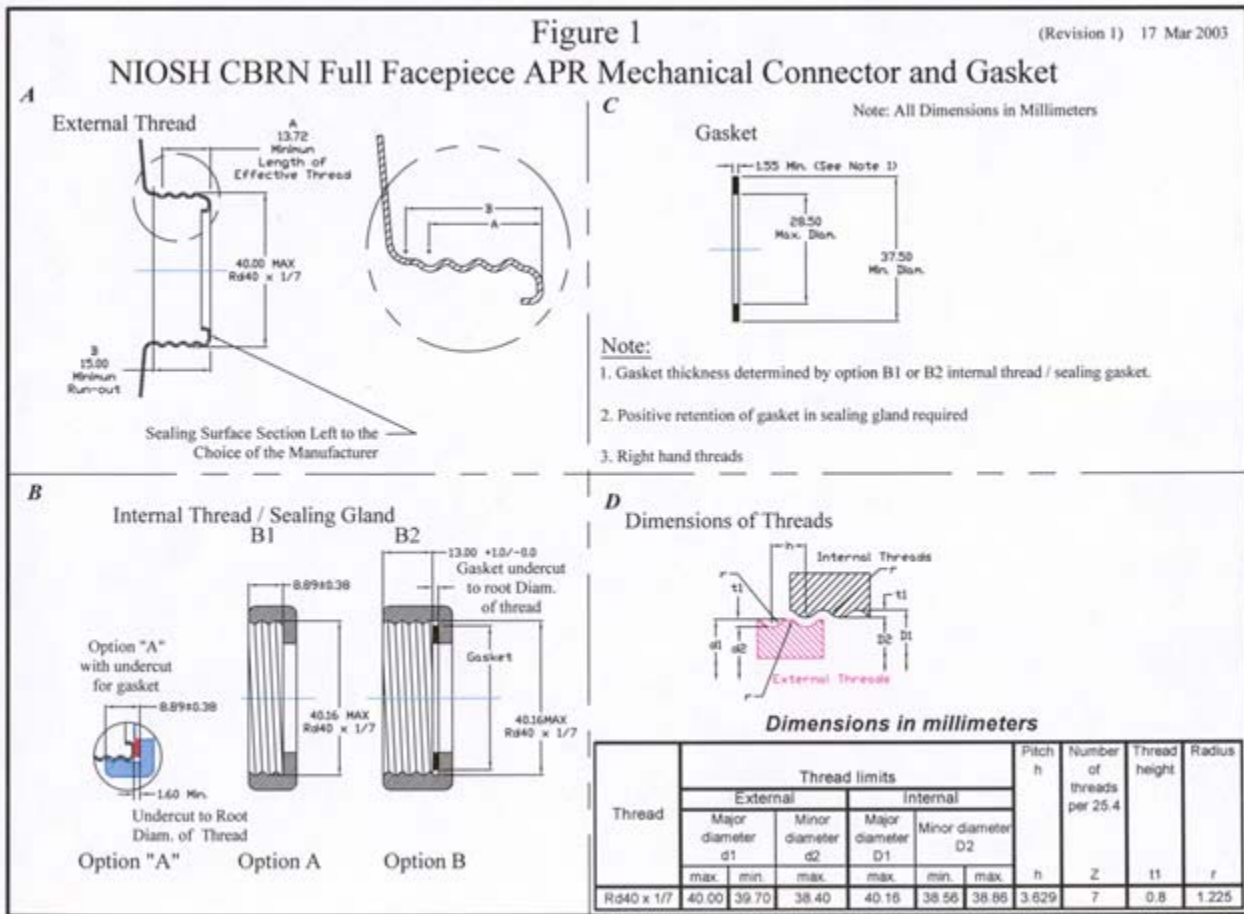 Figure 1
(Revision 1) 17 Mar 2003
NIOSH CBRN Full Facepiece APR Mechanical Connector and Gasket
A
External Thread
A
13.72
Minimun
Length of
Effective Thread
B
A
40.00 MAX
Rd40 x 1/7
B
15.00
Minimun
Run-out
Sealing Surface Section Left to the
Choice of the Manufacturer
C
Note: All Dimensions in Millimeters
Gasket
1.55 Min. (See Note 1)
28.50
Max. Diam.
37.50
Min. Diam.
Note:
1. Gasket thickness determined by option B1 or B2 internal thread / sealing gasket.
2. Positive retention of gasket in sealing gland required
3. Right hand threads
B
Internal Thread / Sealing Gland
B1
B2
8.89±0.38
13.00 +1.0/-0.0
Gasket undercut
to root Diam.
of thread
Option "A"
with undercut
for gasket
8.89±0.38
Gasket
40.16 MAX
Rd40 x 1/7
40.16MAX
Rd40 x 1/7
1.60 Min.
Undercut to Root
Diam. of Thread
Option "A"
Option A
Option B
D
Dimensions of Threads
h
Internal Threads
r
r
t1
t1
d1
d2
D2
D1
r
External Threads
Dimensions in millimeters
Thread
Thread limits
Pitch
h
Number
of
threads
per 25.4
Thread
height
Radius
External
Internal
Major
diameter
d1
Minor
diameter
d2
Major
diameter
D1
Minor diameter
D2
max. min. max. max. min. max. h Z t1 r
Rd40 x 1/7 40.00 39.70 38.40 40.16 38.56 38.86 3.629 7 0.8 1.225